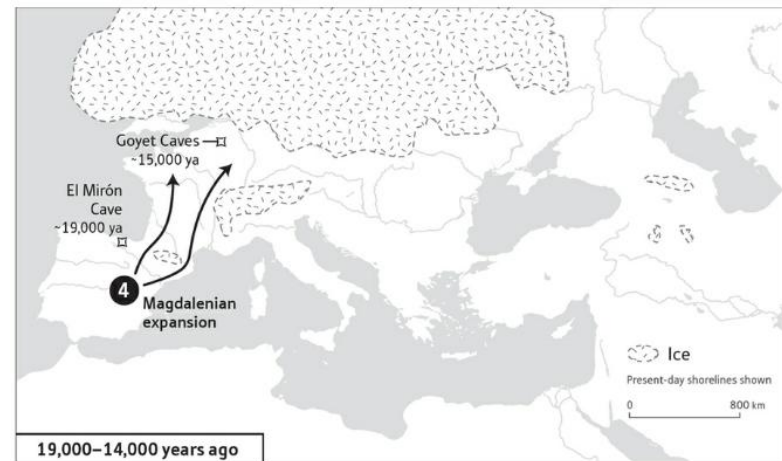 Goyet Caves
~15,000 ya
El Mirón
Cave
~19,000 ya
4
Magdalenian
expansion
Ice
Present-day shorelines shown
0 800 km
19,000–14,000 years ago